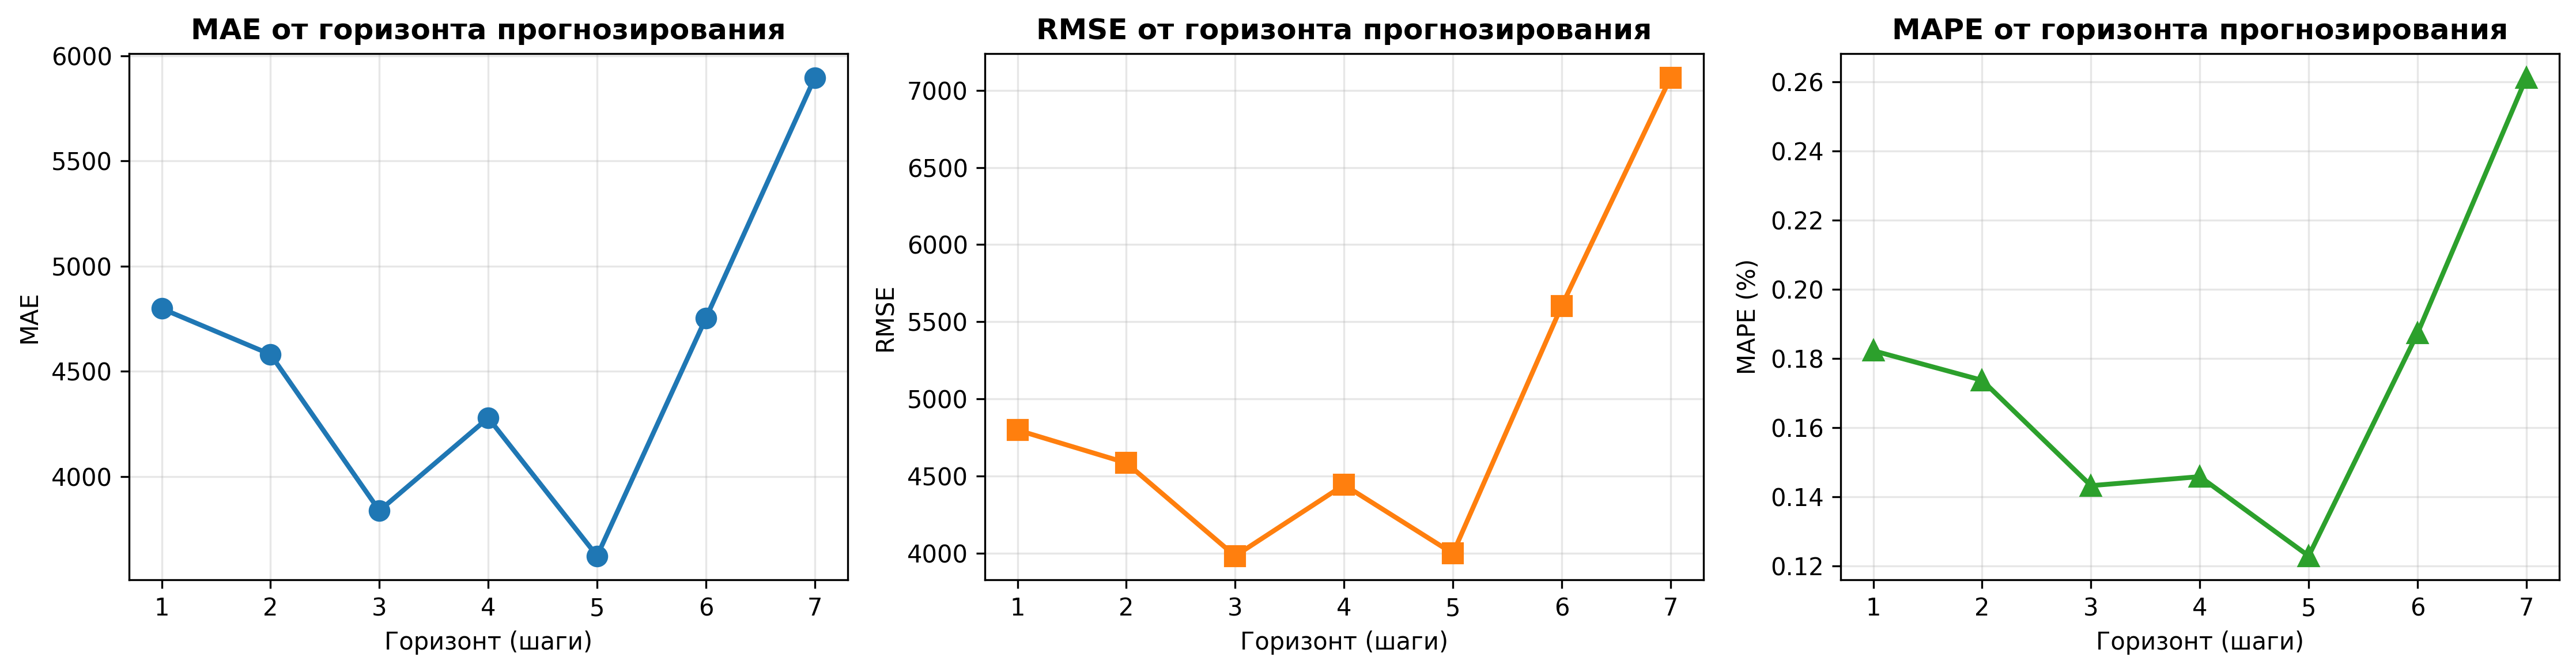 MAE от горизонта прогнозирования
6000
5500
5000
4500
4000
MAE
1 2 3 4 5 6 7
Горизонт (шаги)
RMSE от горизонта прогнозирования
7000
6500
6000
5500
5000
4500
4000
RMSE
1 2 3 4 5 6 7
Горизонт (шаги)
MAPE от горизонта прогнозирования
0.26
0.24
0.22
0.20
0.18
0.16
0.14
0.12
MAPE (%)
1 2 3 4 5 6 7
Горизонт (шаги)